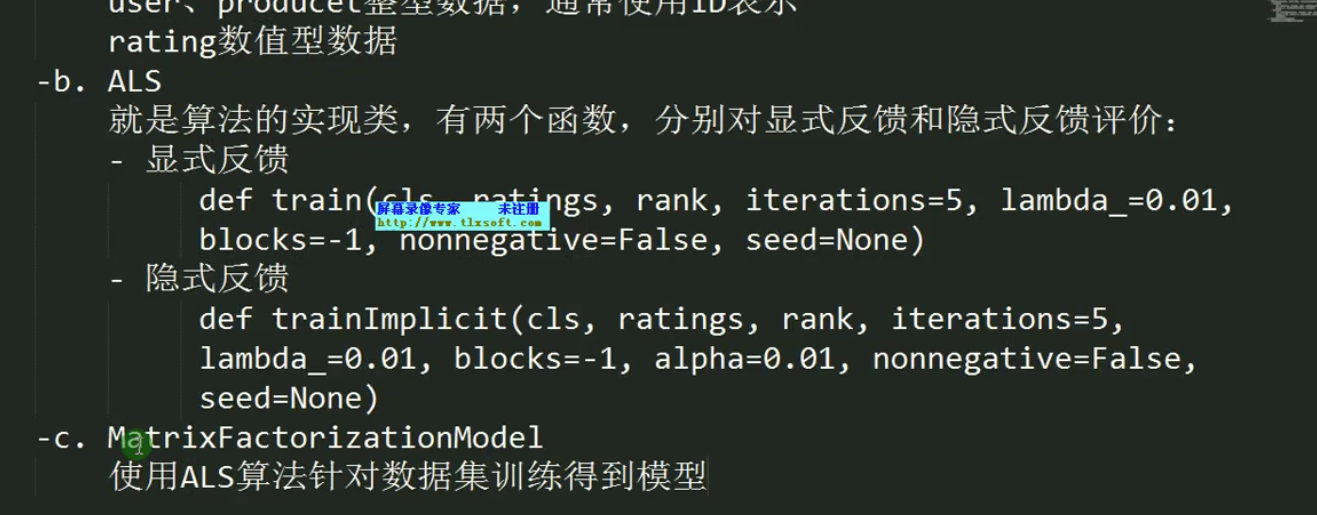 user、producet整型数据，通常使用ID表示
rating数值型数据
-b. ALS
就是算法的实现类，有两个函数，分别对显式反馈和隐式反馈评价：
- 显式反馈
def train(cls, ratings, rank, iterations=5, lambda_=0.01,
屏幕录像专家 未注册
http://www.tlxsoft.com
blocks=-1, nonnegative=False, seed=None)
- 隐式反馈
def trainImplicit(cls, ratings, rank, iterations=5,
lambda_=0.01, blocks=-1, alpha=0.01, nonnegative=False,
seed=None)
-c. MatrixFactorizationModel
使用ALS算法针对数据集训练得到模型